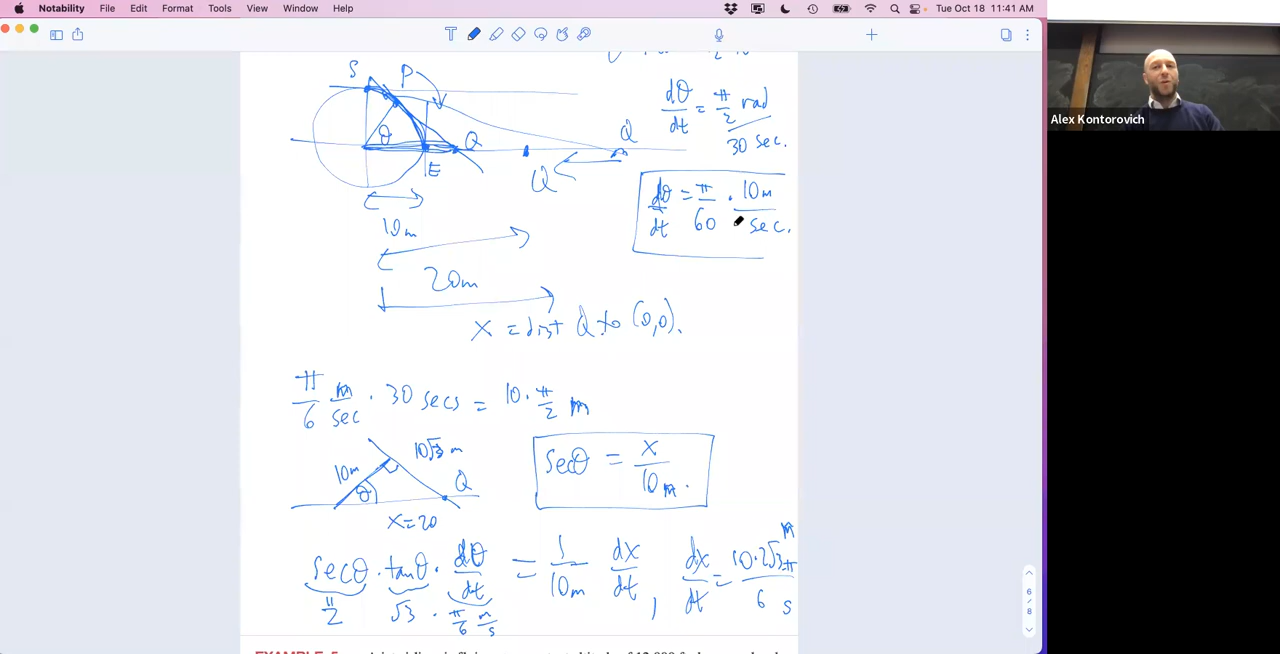 Notability File Edit Format Tools View Window Help Tue Oct 18 11:41 AM
Alex Kontorovich
S P
θ Q Q
E Q
dθ/dt = π/2 rad / 30 sec.
10m
dθ/dt = π/60 · 10m / sec.
20m
x = dist Q to (0,0).
π/6 m/sec · 30 secs = 10 · π/2 m
10m 10√3 m
θ Q
x=20
secθ = x / 10m.
secθ · tanθ · dθ/dt = 1/10m dx/dt, dx/dt = 10·2√3π/6 m/s
π/2 √3 · π/6 m/s
6 / 8